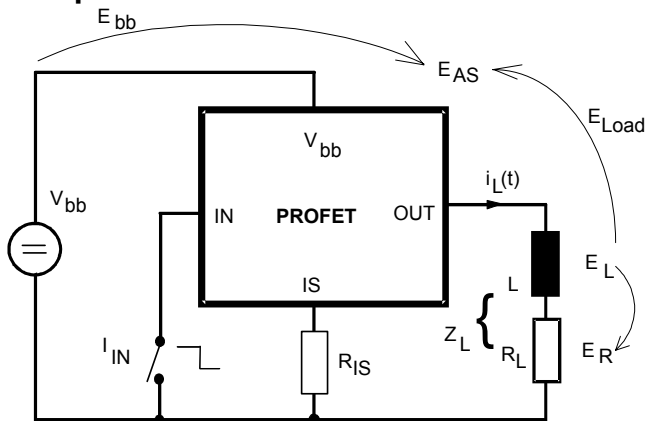 E bb
E AS
E Load
V bb
V bb
IN
PROFET
OUT
i L (t)
IS
L
E L
Z L {
R L
E R
I IN
R IS